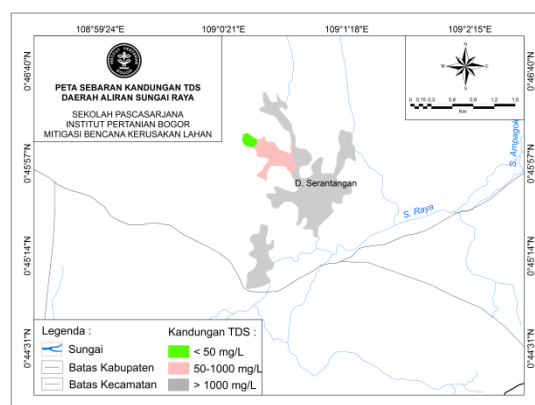 108°59'24"E 109°0'21"E 109°1'18"E 109°2'15"E
0°46'40"N
0°45'57"N
0°45'14"N
0°44'31"N
PETA SEBARAN KANDUNGAN TDS
DAERAH ALIRAN SUNGAI RAYA
SEKOLAH PASCASARJANA
INSTITUT PERTANIAN BOGOR
MITIGASI BENCANA KERUSAKAN LAHAN
N
W E
S
0 0.15 0.3 0.6 0.9 1.2 1.5
Km
0°46'40"N
0°45'57"N
0°45'14"N
0°44'31"N
S. Ampagok
D. Serantangan
S. Raya
Legenda :
Sungai
Batas Kabupaten
Batas Kecamatan
Kandungan TDS :
< 50 mg/L
50-1000 mg/L
> 1000 mg/L